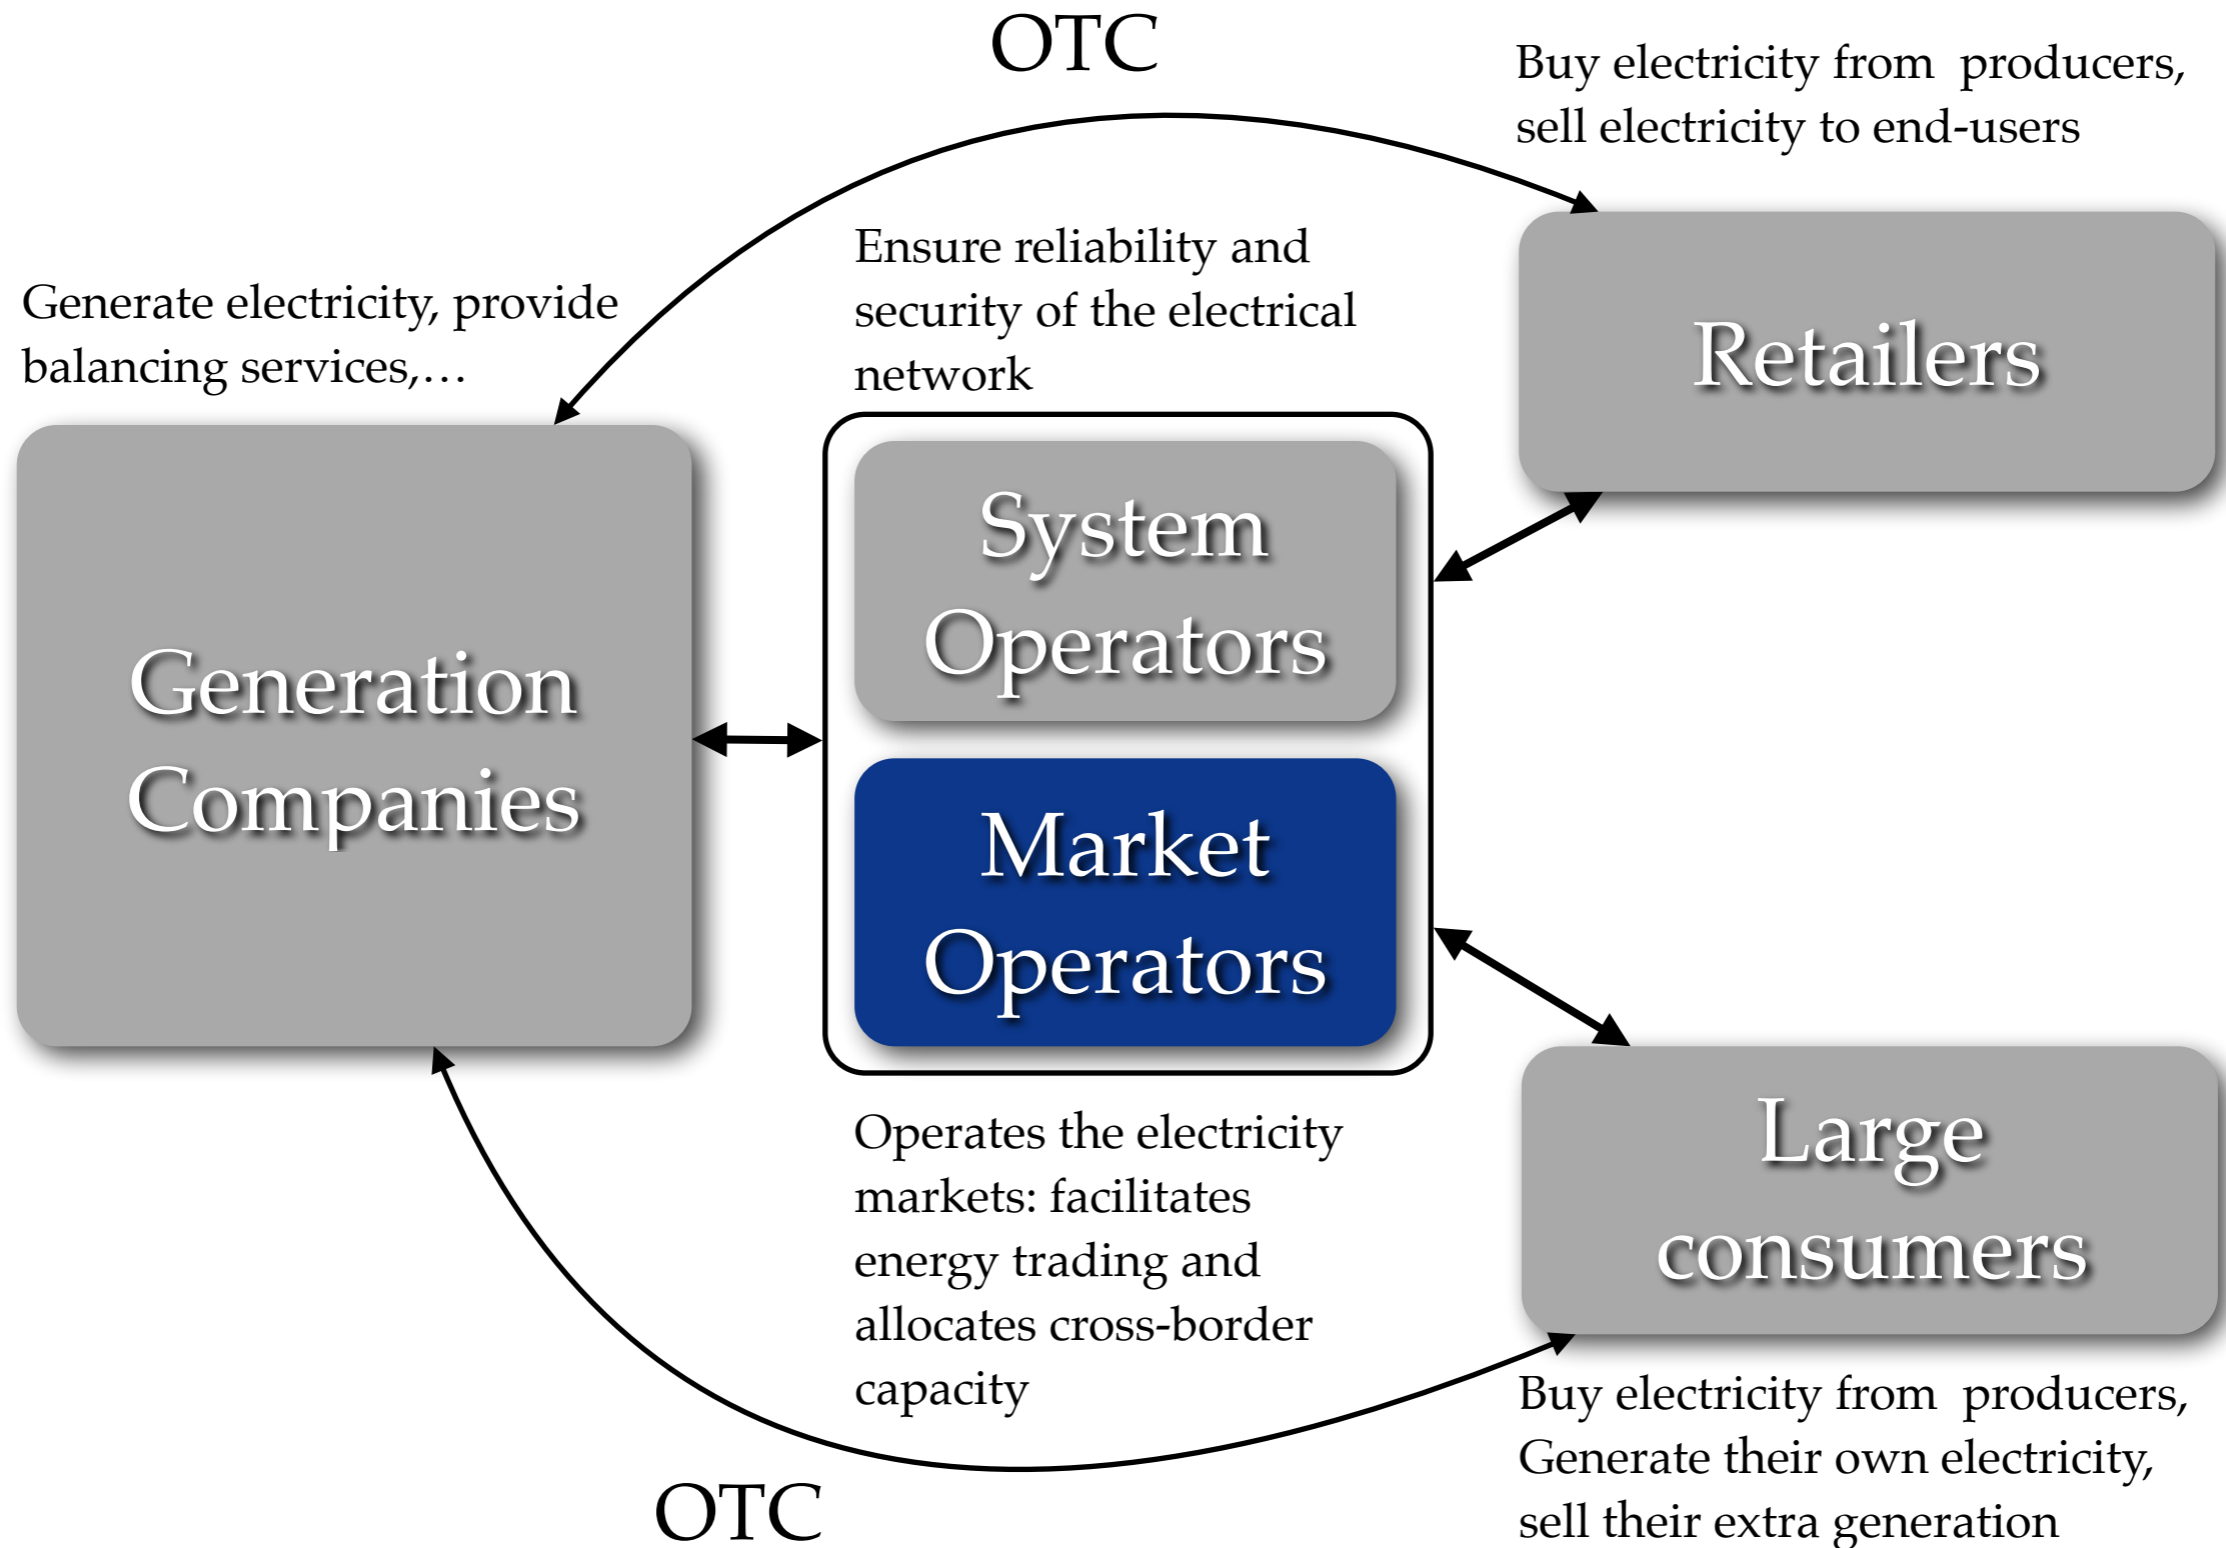 OTC
Buy electricity from  producers,
sell electricity to end-users
Ensure reliability and
security of the electrical
network
Generate electricity, provide
balancing services,…
Retailers
System
Operators
Generation
Companies
Market
Operators
Operates the electricity
markets: facilitates
energy trading and
allocates cross-border
capacity
Large
consumers
Buy electricity from  producers,
Generate their own electricity,
sell their extra generation
OTC